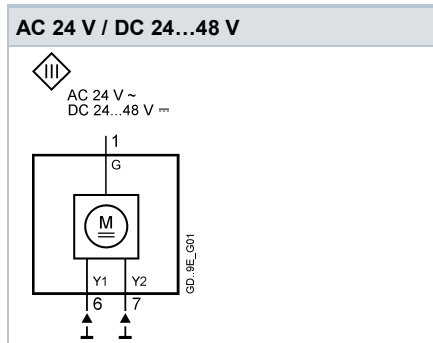 AC 24 V / DC 24...48 V
III
AC 24 V ~
DC 24...48 V ⎓
1
G
M
Y1 Y2
6 7
GD..9E_G01